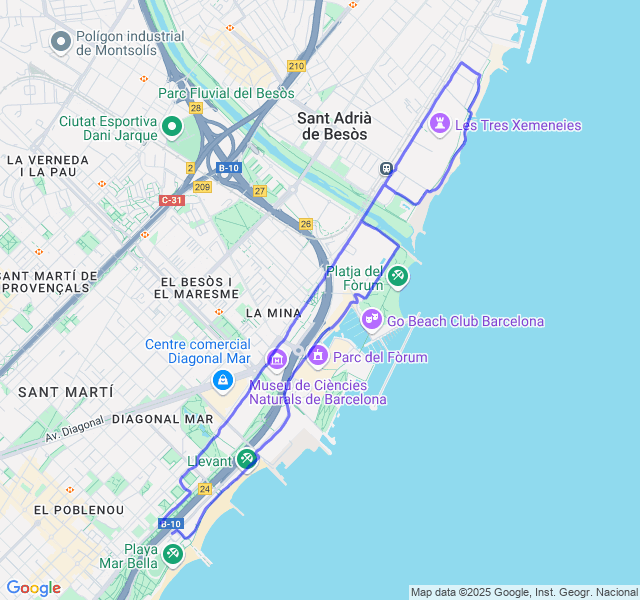 Polígon industrial
de Montsolís
210
Parc Fluvial del Besòs
28
Sant Adrià
de Besòs
Ciutat Esportiva
Dani Jarque
Les Tres Xemeneies
LA VERNEDA
I LA PAU
2
B-10
209
27
C-31
26
SANT MARTÍ DE
PROVENÇALS
EL BESÒS I
EL MARESME
Platja del
Fòrum
LA MINA
Go Beach Club Barcelona
Centre comercial
Diagonal Mar
Parc del Fòrum
Museu de Ciències
Naturals de Barcelona
SANT MARTÍ
DIAGONAL MAR
Av. Diagonal
Llevant
24
EL POBLENOU
B-10
Playa
Mar Bella
Google
Map data ©2025 Google, Inst. Geogr. Nacional